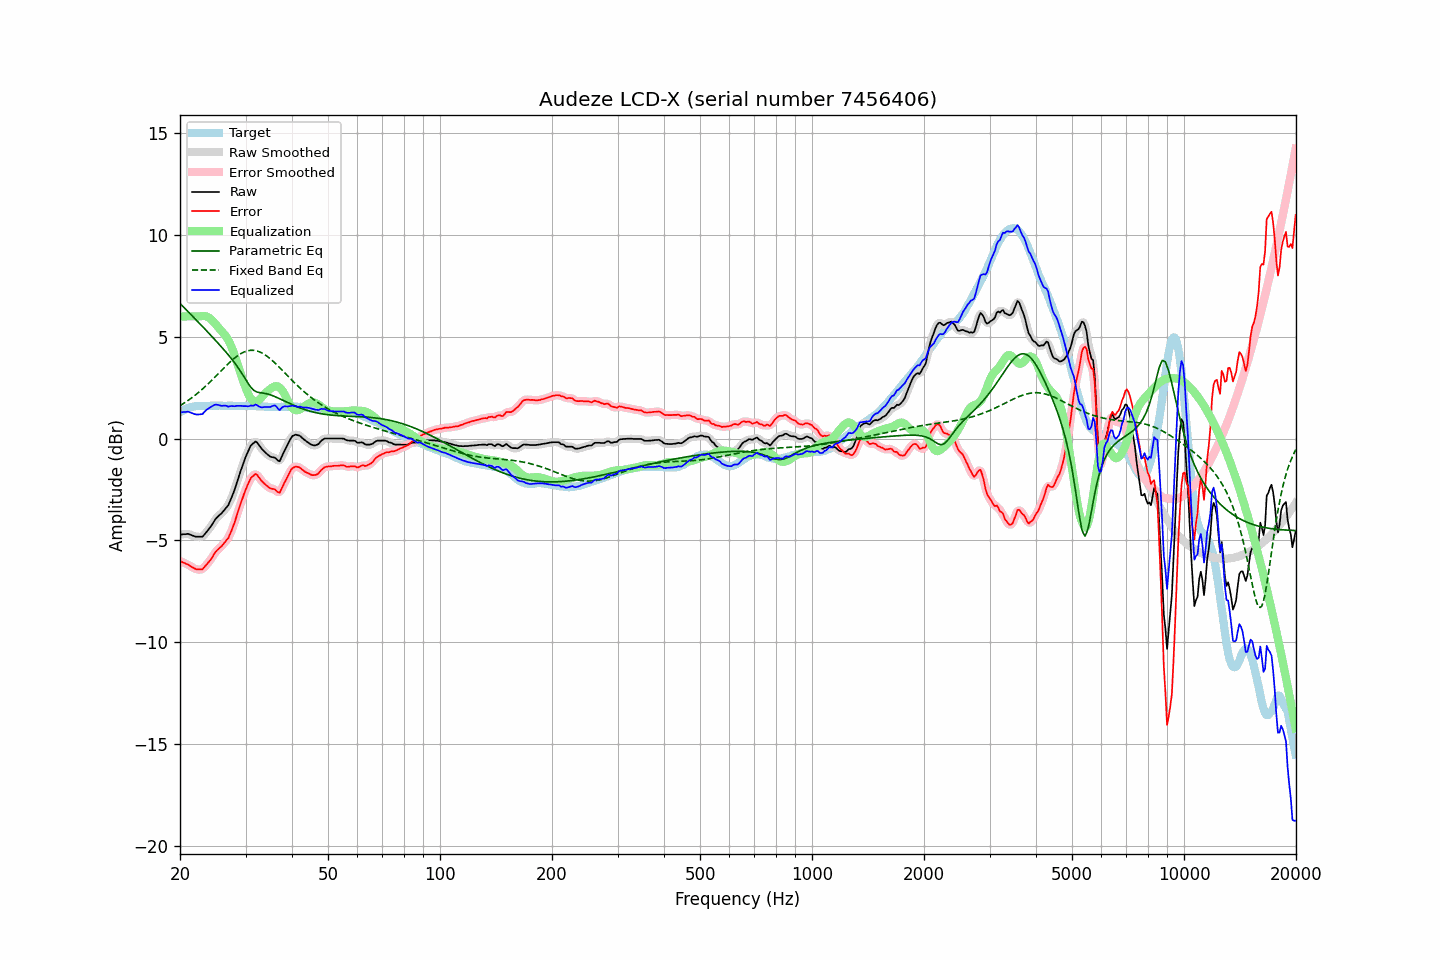 Audeze LCD-X (serial number 7456406)
Target
Raw Smoothed
Error Smoothed
Raw
Error
Equalization
Parametric Eq
Fixed Band Eq
Equalized
15
10
5
0
−5
−10
−15
−20
Amplitude (dBr)
20
50
100
200
500
1000
2000
5000
10000
20000
Frequency (Hz)